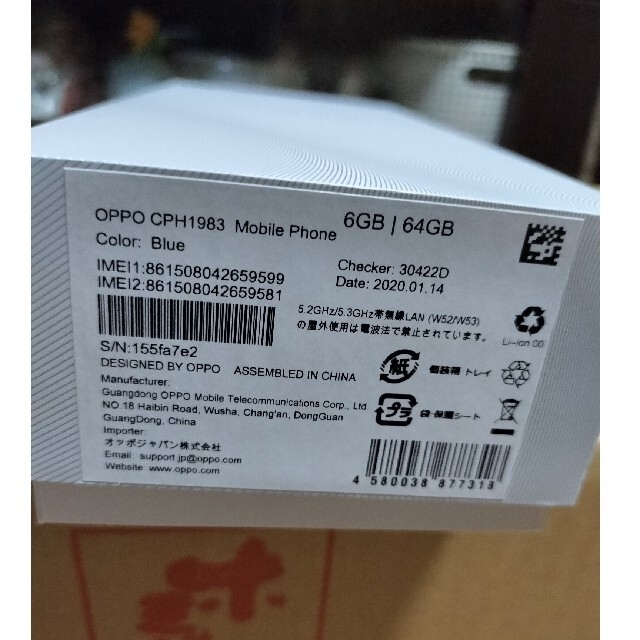 OPPO CPH1983 Mobile Phone 6GB | 64GB
Color: Blue
IMEI1:861508042659599
IMEI2:861508042659581
Checker: 30422D
Date: 2020.01.14
5.2GHz/5.3GHz帯無線LAN (W52/W53)
の屋外使用は電波法で禁止されています。
Li-ion 00
S/N:155fa7e2
DESIGNED BY OPPO ASSEMBLED IN CHINA
紙 個装箱·トレイ
プラ 袋·保護シート
Manufacturer:
Guangdong OPPO Mobile Telecommunications Corp., Ltd.
NO.18 Haibin Road, Wusha, Chang'an, DongGuan
GuangDong, China
Importer:
オッポジャパン株式会社
Email: support.jp@oppo.com
Website: www.oppo.com
4 580038 877318